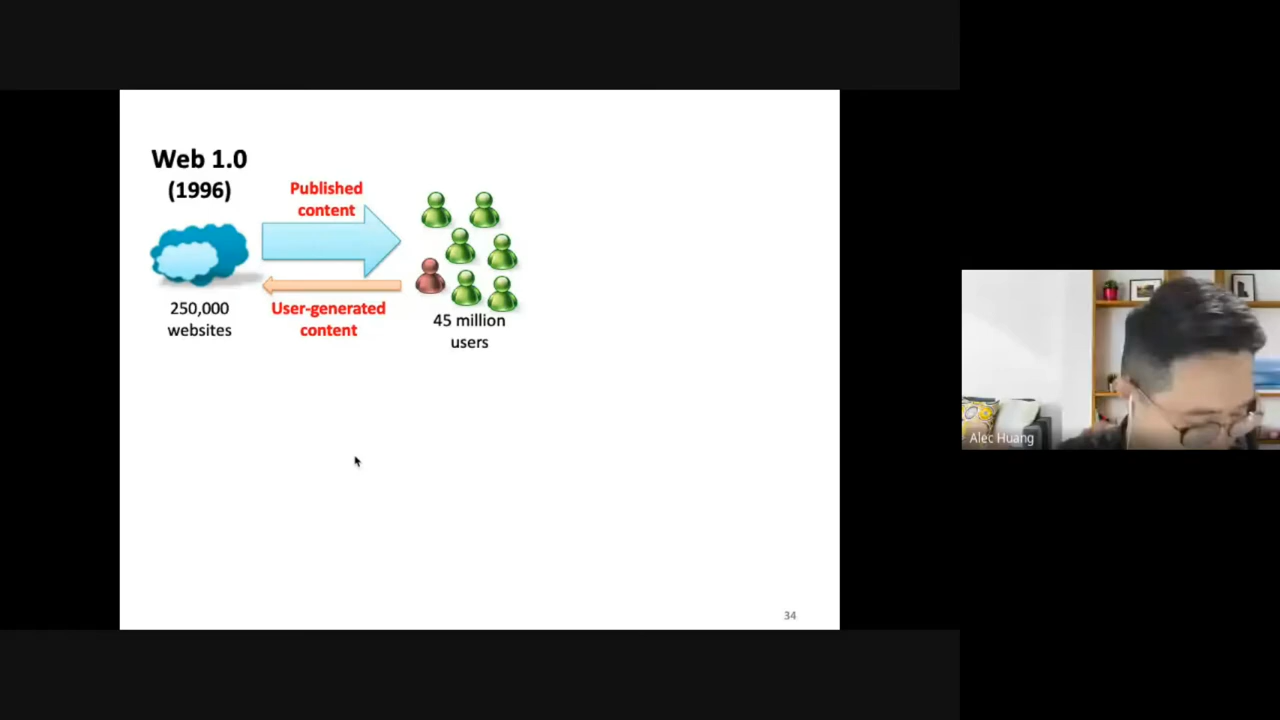 Web 1.0
(1996)
Published
content
250,000
websites
User-generated
content
45 million
users
34
Alec Huang